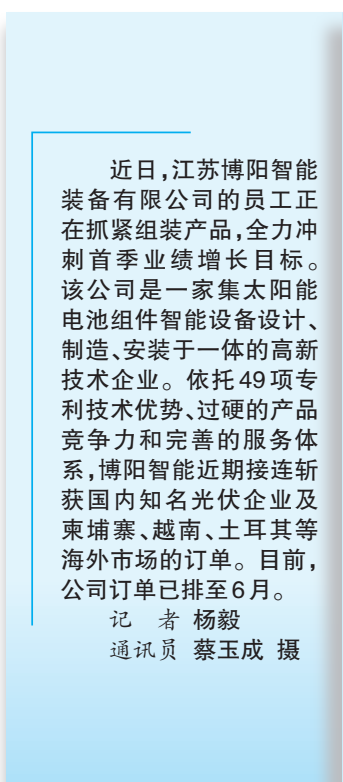 近日,江苏博阳智能
装备有限公司的员工正
在抓紧组装产品,全力冲
刺首季业绩增长目标。
该公司是一家集太阳能
电池组件智能设备设计、
制造、安装于一体的高新
技术企业。依托49项专
利技术优势、过硬的产品
竞争力和完善的服务体
系,博阳智能近期接连斩
获国内知名光伏企业及
柬埔寨、越南、土耳其等
海外市场的订单。目前,
公司订单已排至6月。
记 者 杨毅
通讯员 蔡玉成 摄